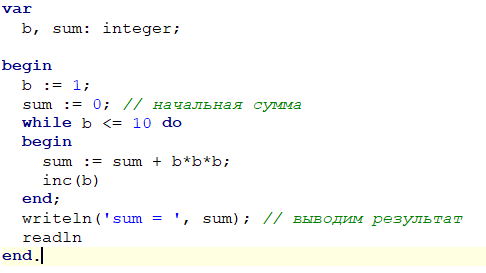 var
  b, sum: integer;

begin
  b := 1;
  sum := 0; // начальная сумма
  while b <= 10 do
  begin
    sum := sum + b*b*b;
    inc(b)
  end;
  writeln('sum = ', sum); // выводим результат
  readln
end.